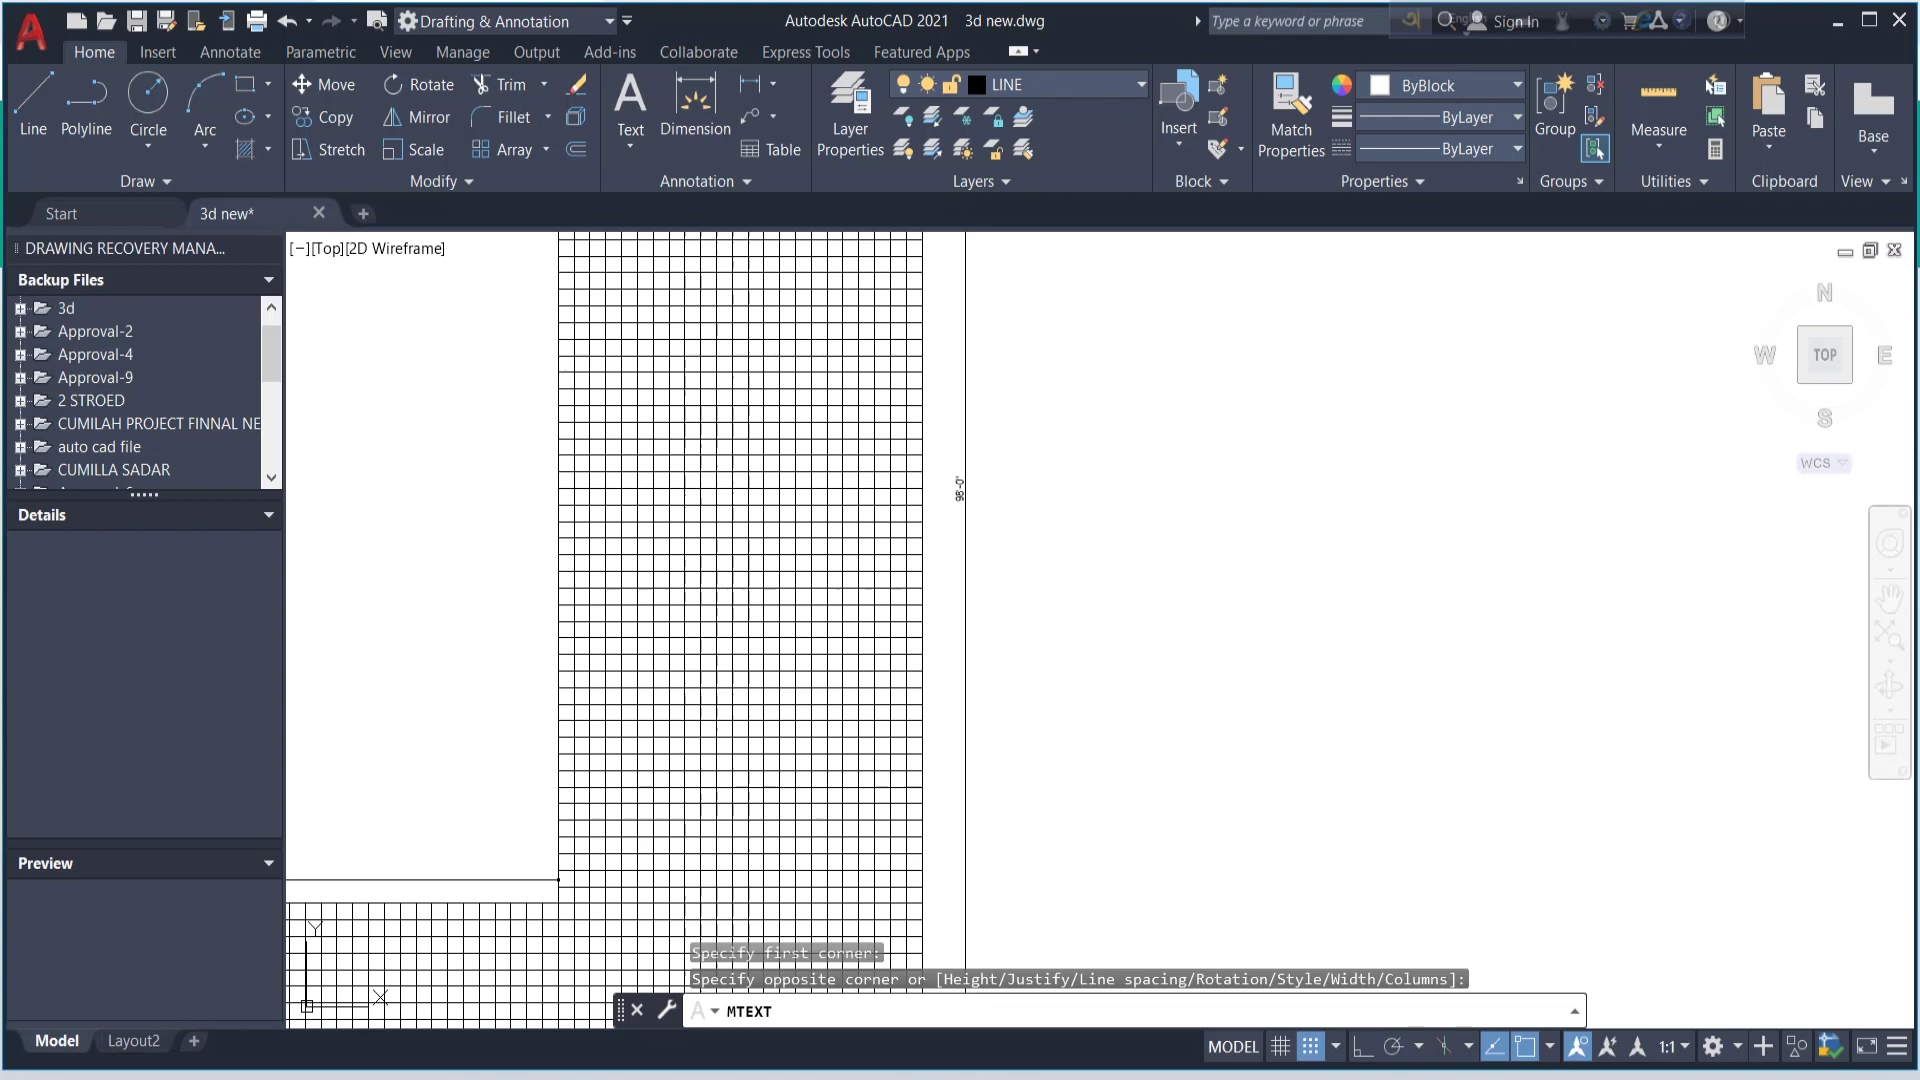 Drafting & Annotation
Autodesk AutoCAD 2021 3d new.dwg
Type a keyword or phrase
Sign In
Home Insert Annotate Parametric View Manage Output Add-ins Collaborate Express Tools Featured Apps
Line Polyline Circle Arc
Move Rotate Trim
Copy Mirror Fillet
Stretch Scale Array
Text Dimension Table
Layer Properties
LINE
Insert
Match Properties
ByBlock
ByLayer
ByLayer
Group
Measure
Paste
Base
Draw Modify Annotation Layers Block Properties Groups Utilities Clipboard View
Start 3d new*
DRAWING RECOVERY MANA...
Backup Files
3d
Approval-2
Approval-4
Approval-9
2 STROED
CUMILAH PROJECT FINNAL NE
auto cad file
CUMILLA SADAR
Details
Preview
[−][Top][2D Wireframe]
N
W TOP E
S
WCS
98'-0"
Y
X
Specify first corner:
Specify opposite corner or [Height/Justify/Line spacing/Rotation/Style/Width/Columns]:
MTEXT
Model Layout2
MODEL 1:1